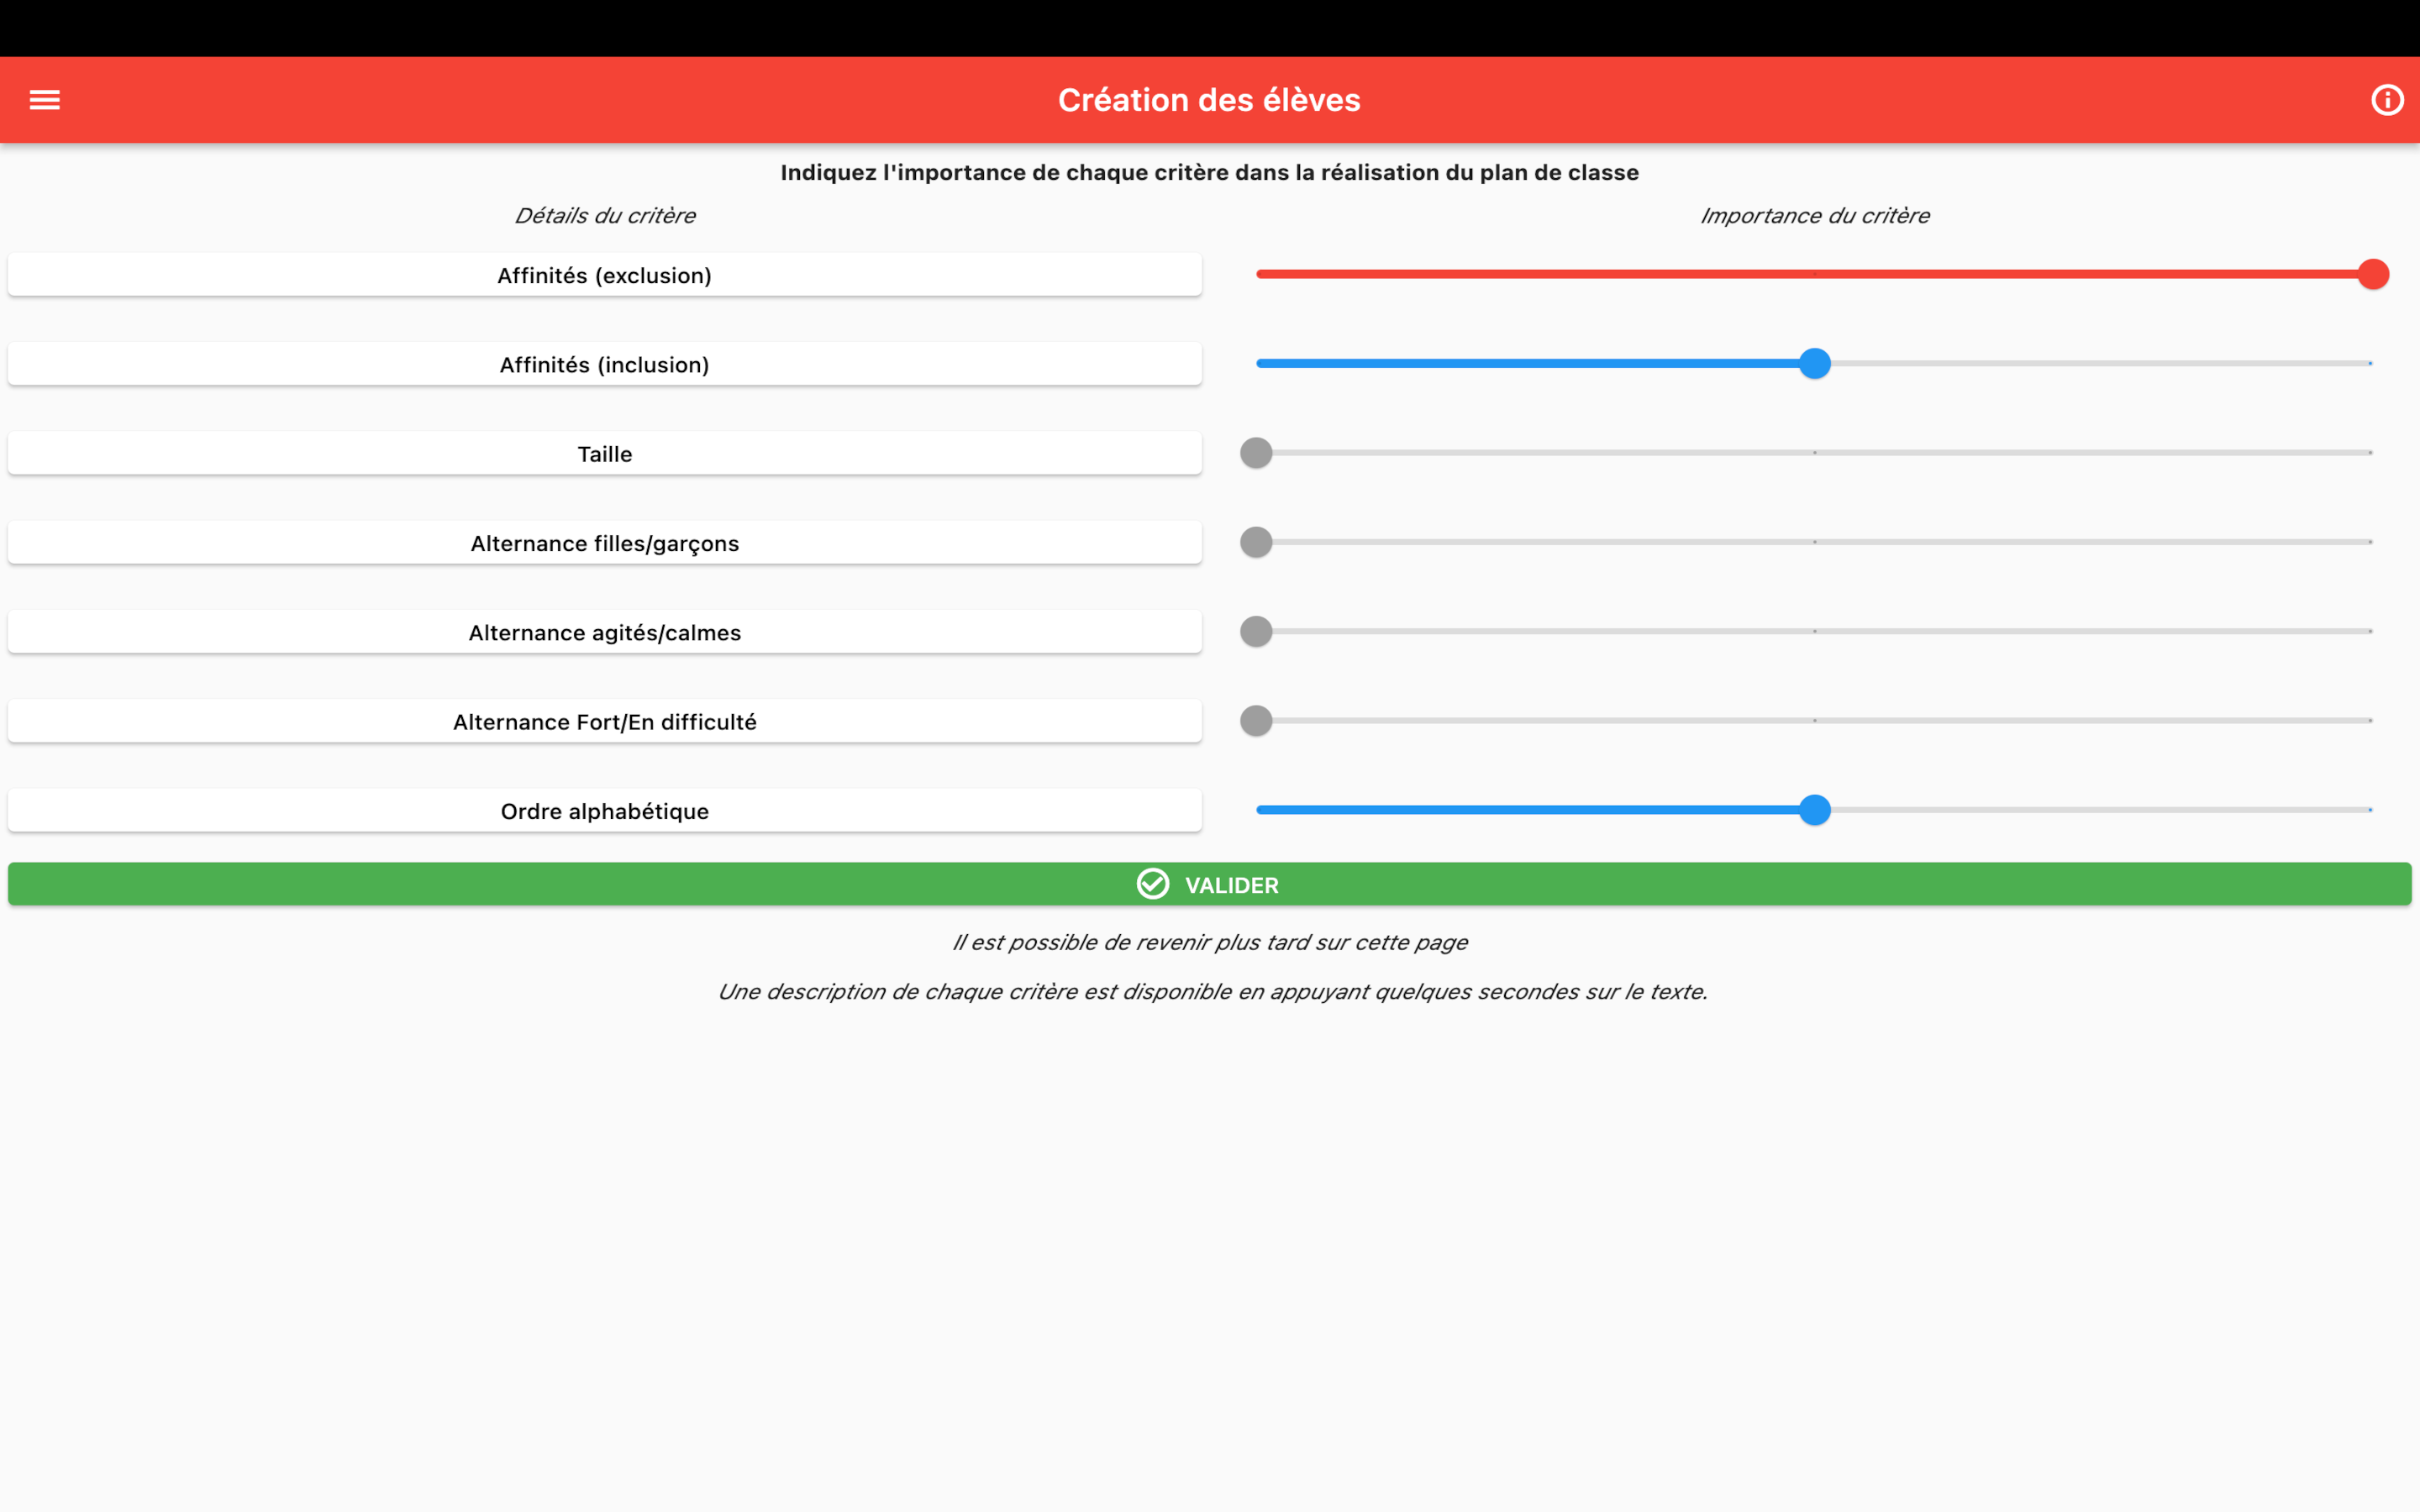 Création des élèves
Indiquez l'importance de chaque critère dans la réalisation du plan de classe
Détails du critère
Importance du critère
Affinités (exclusion)
Affinités (inclusion)
Taille
Alternance filles/garçons
Alternance agités/calmes
Alternance Fort/En difficulté
Ordre alphabétique
VALIDER
Il est possible de revenir plus tard sur cette page
Une description de chaque critère est disponible en appuyant quelques secondes sur le texte.